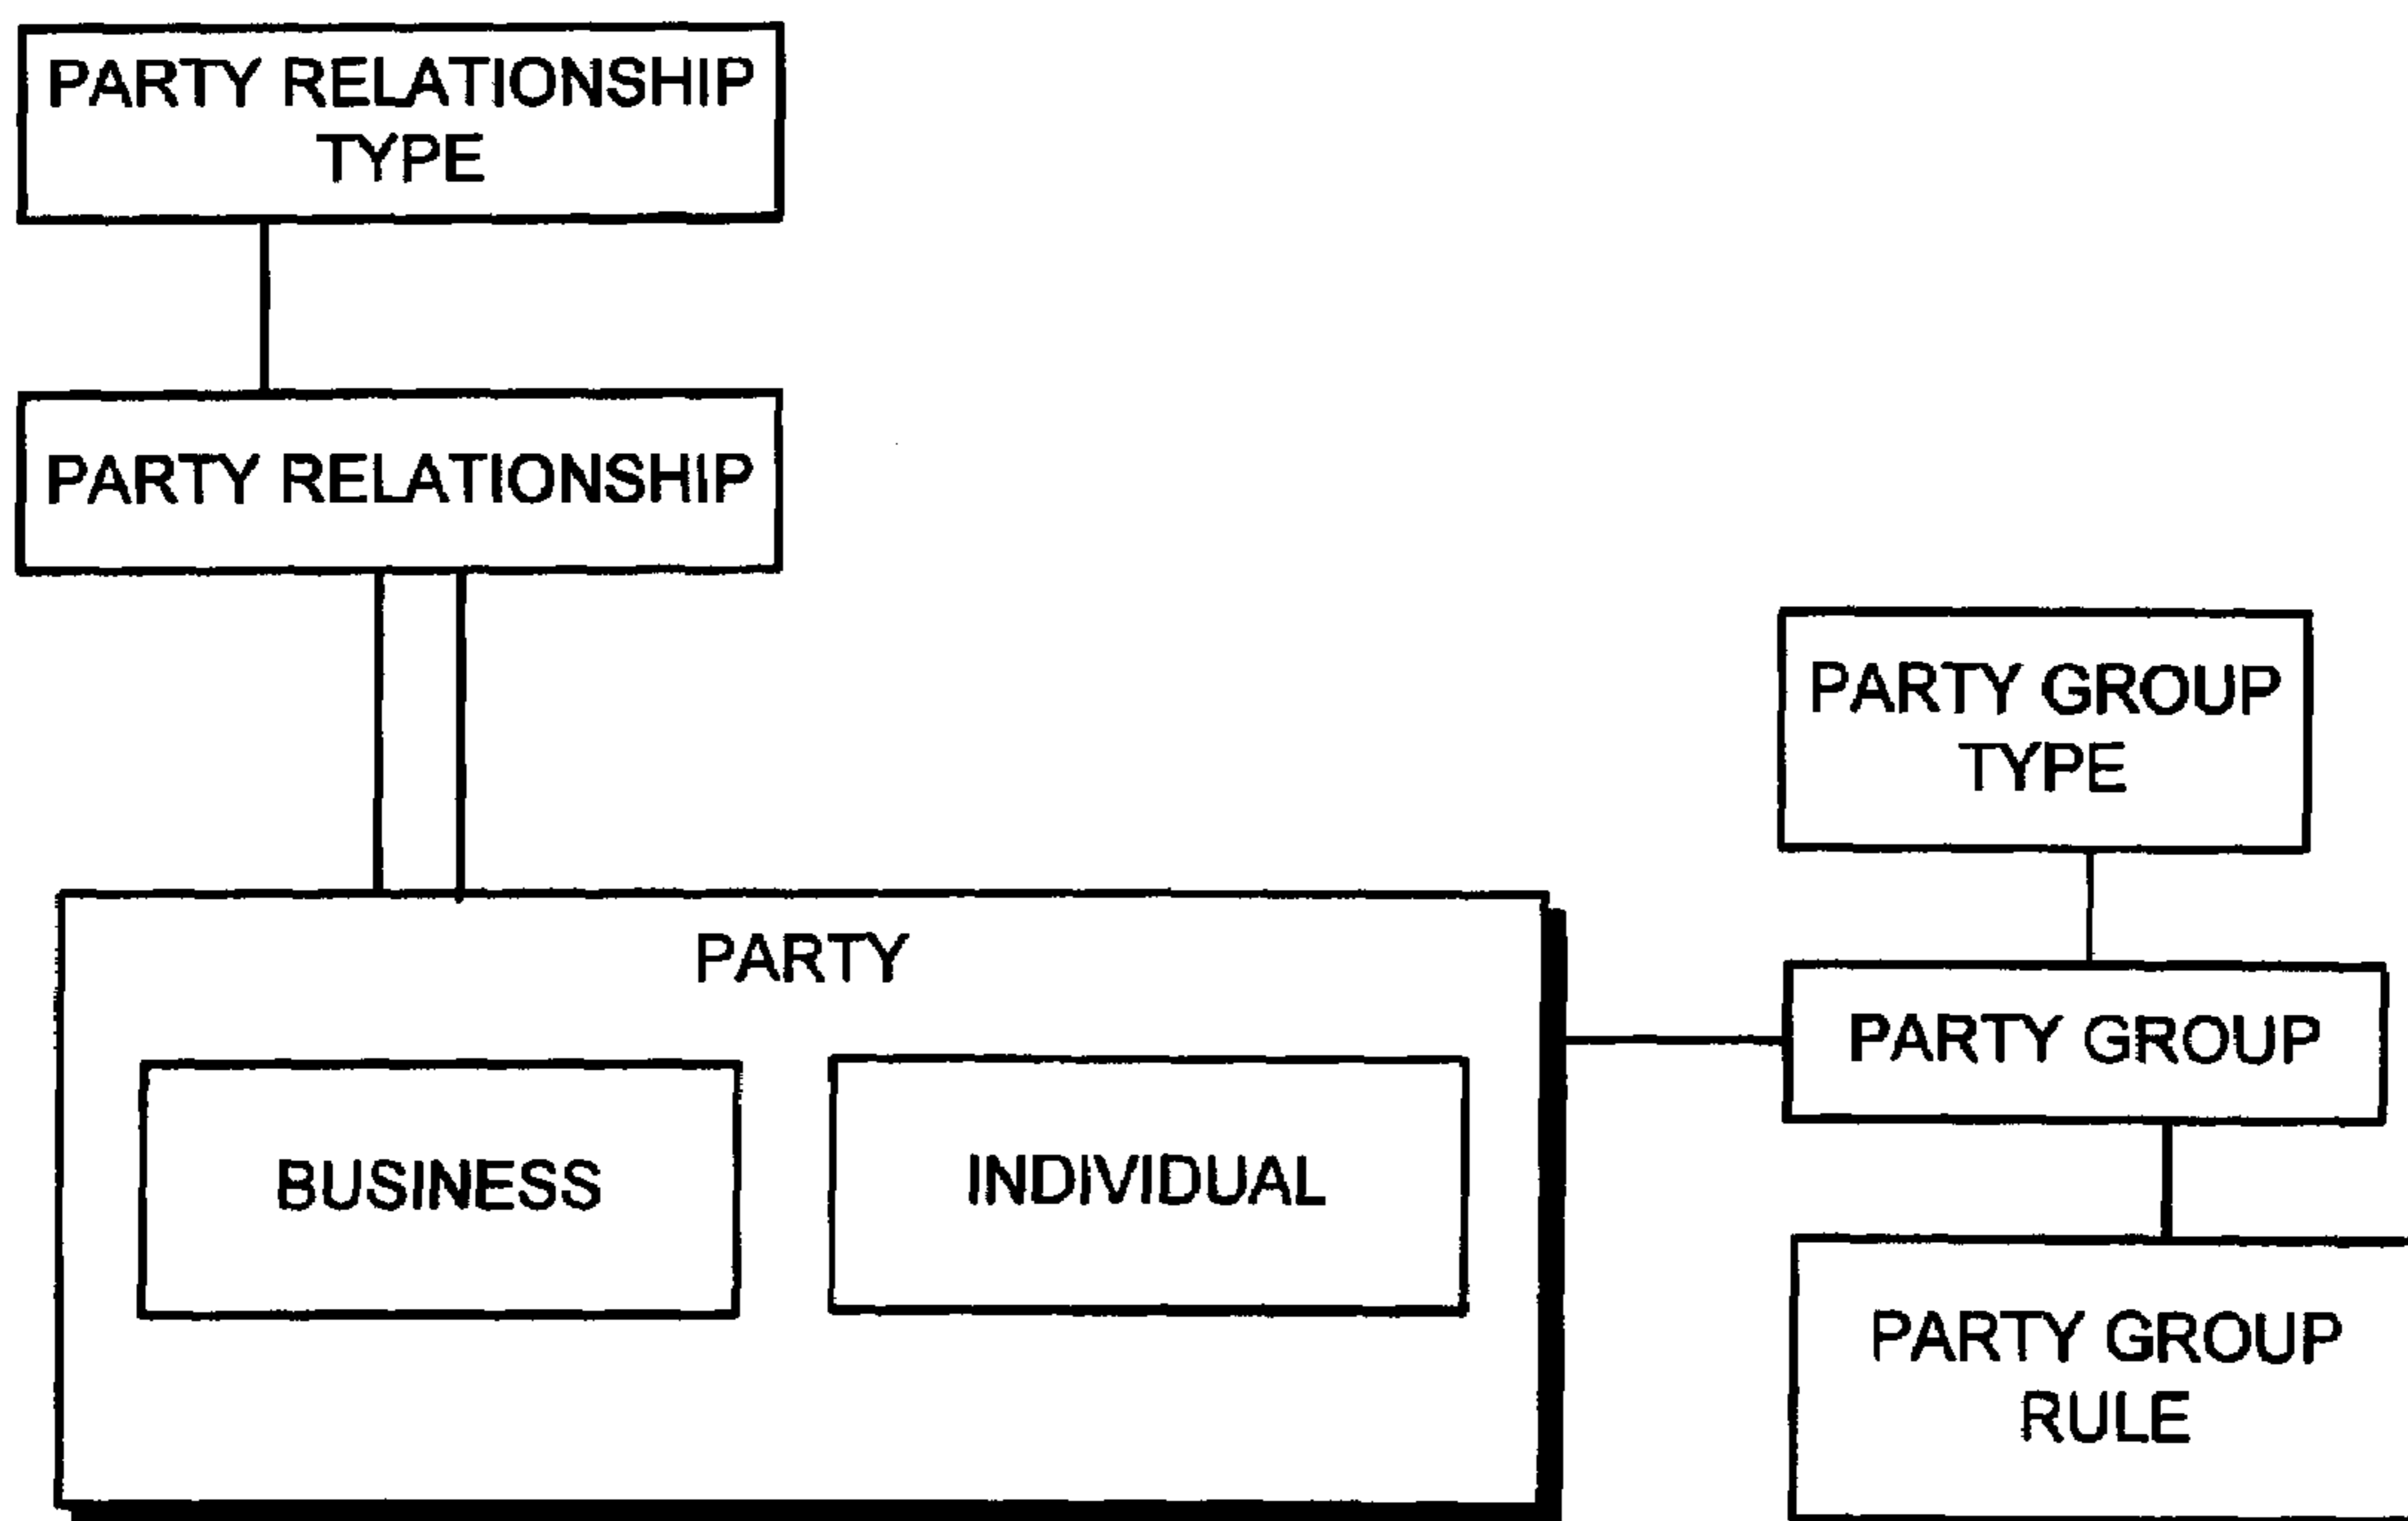 PARTY RELATIONSHIP
TYPE
PARTY RELATIONSHIP
PARTY GROUP
TYPE
PARTY
PARTY GROUP
BUSINESS
INDIVIDUAL
PARTY GROUP
RULE